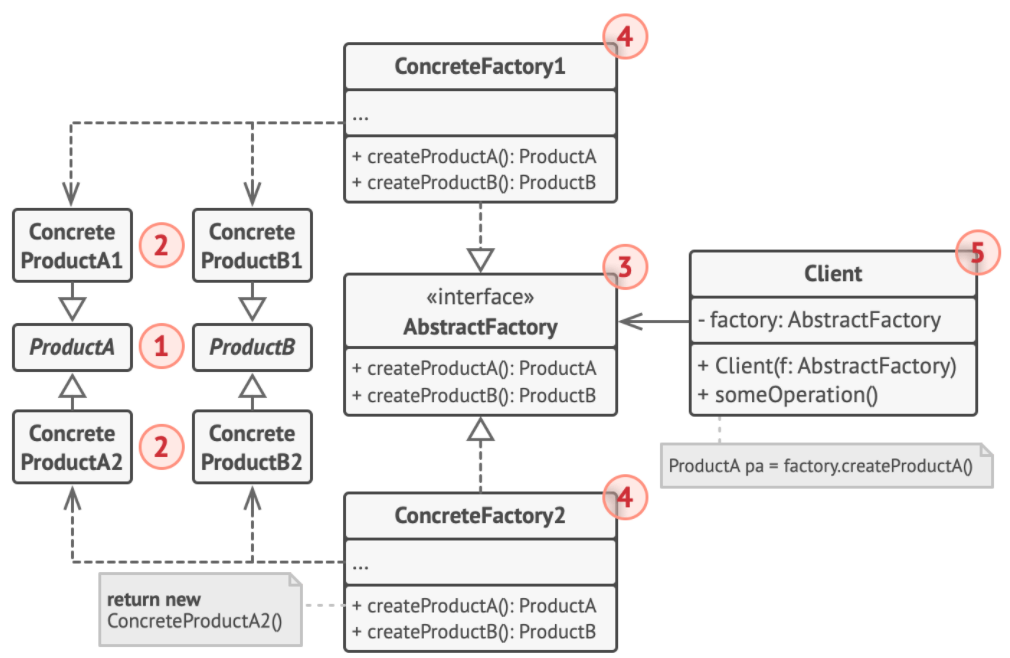 4
ConcreteFactory1
...
+ createProductA(): ProductA
+ createProductB(): ProductB
Concrete
ProductA1
2
Concrete
ProductB1
3
«interface»
AbstractFactory
+ createProductA(): ProductA
+ createProductB(): ProductB
5
Client
- factory: AbstractFactory
+ Client(f: AbstractFactory)
+ someOperation()
ProductA
1
ProductB
Concrete
ProductA2
2
Concrete
ProductB2
ProductA pa = factory.createProductA()
4
ConcreteFactory2
...
+ createProductA(): ProductA
+ createProductB(): ProductB
return new
ConcreteProductA2()